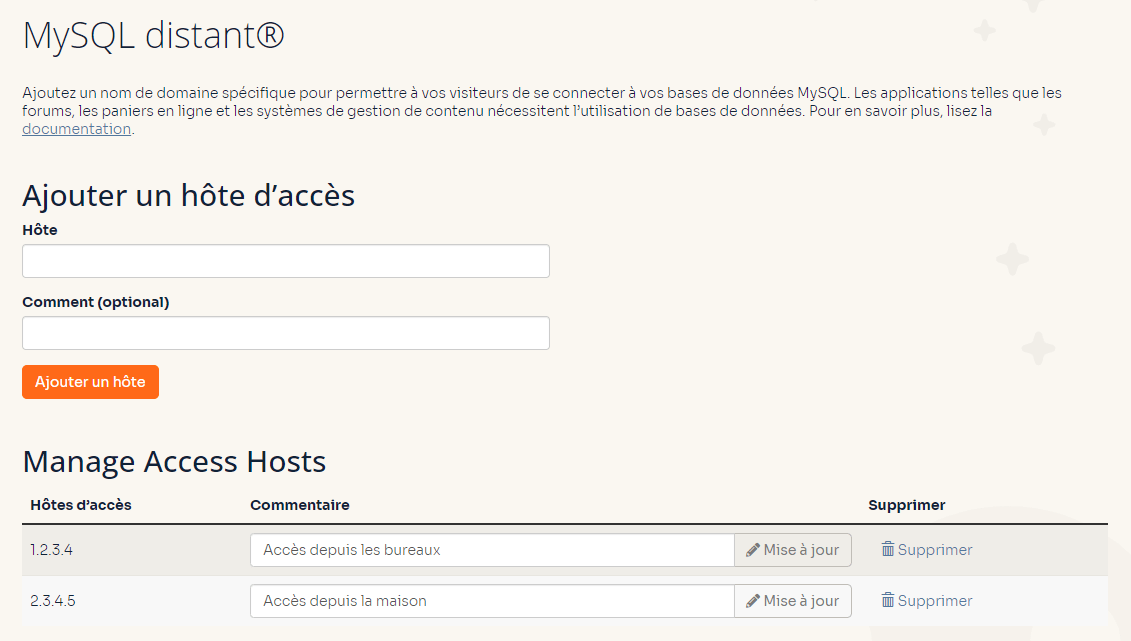 MySQL distant®
Ajoutez un nom de domaine spécifique pour permettre à vos visiteurs de se connecter à vos bases de données MySQL. Les applications telles que les
forums, les paniers en ligne et les systèmes de gestion de contenu nécessitent l’utilisation de bases de données. Pour en savoir plus, lisez la
documentation.
Ajouter un hôte d’accès
Hôte
Comment (optional)
Ajouter un hôte
Manage Access Hosts
Hôtes d’accès Commentaire Supprimer
1.2.3.4 Accès depuis les bureaux Mise à jour Supprimer
2.3.4.5 Accès depuis la maison Mise à jour Supprimer